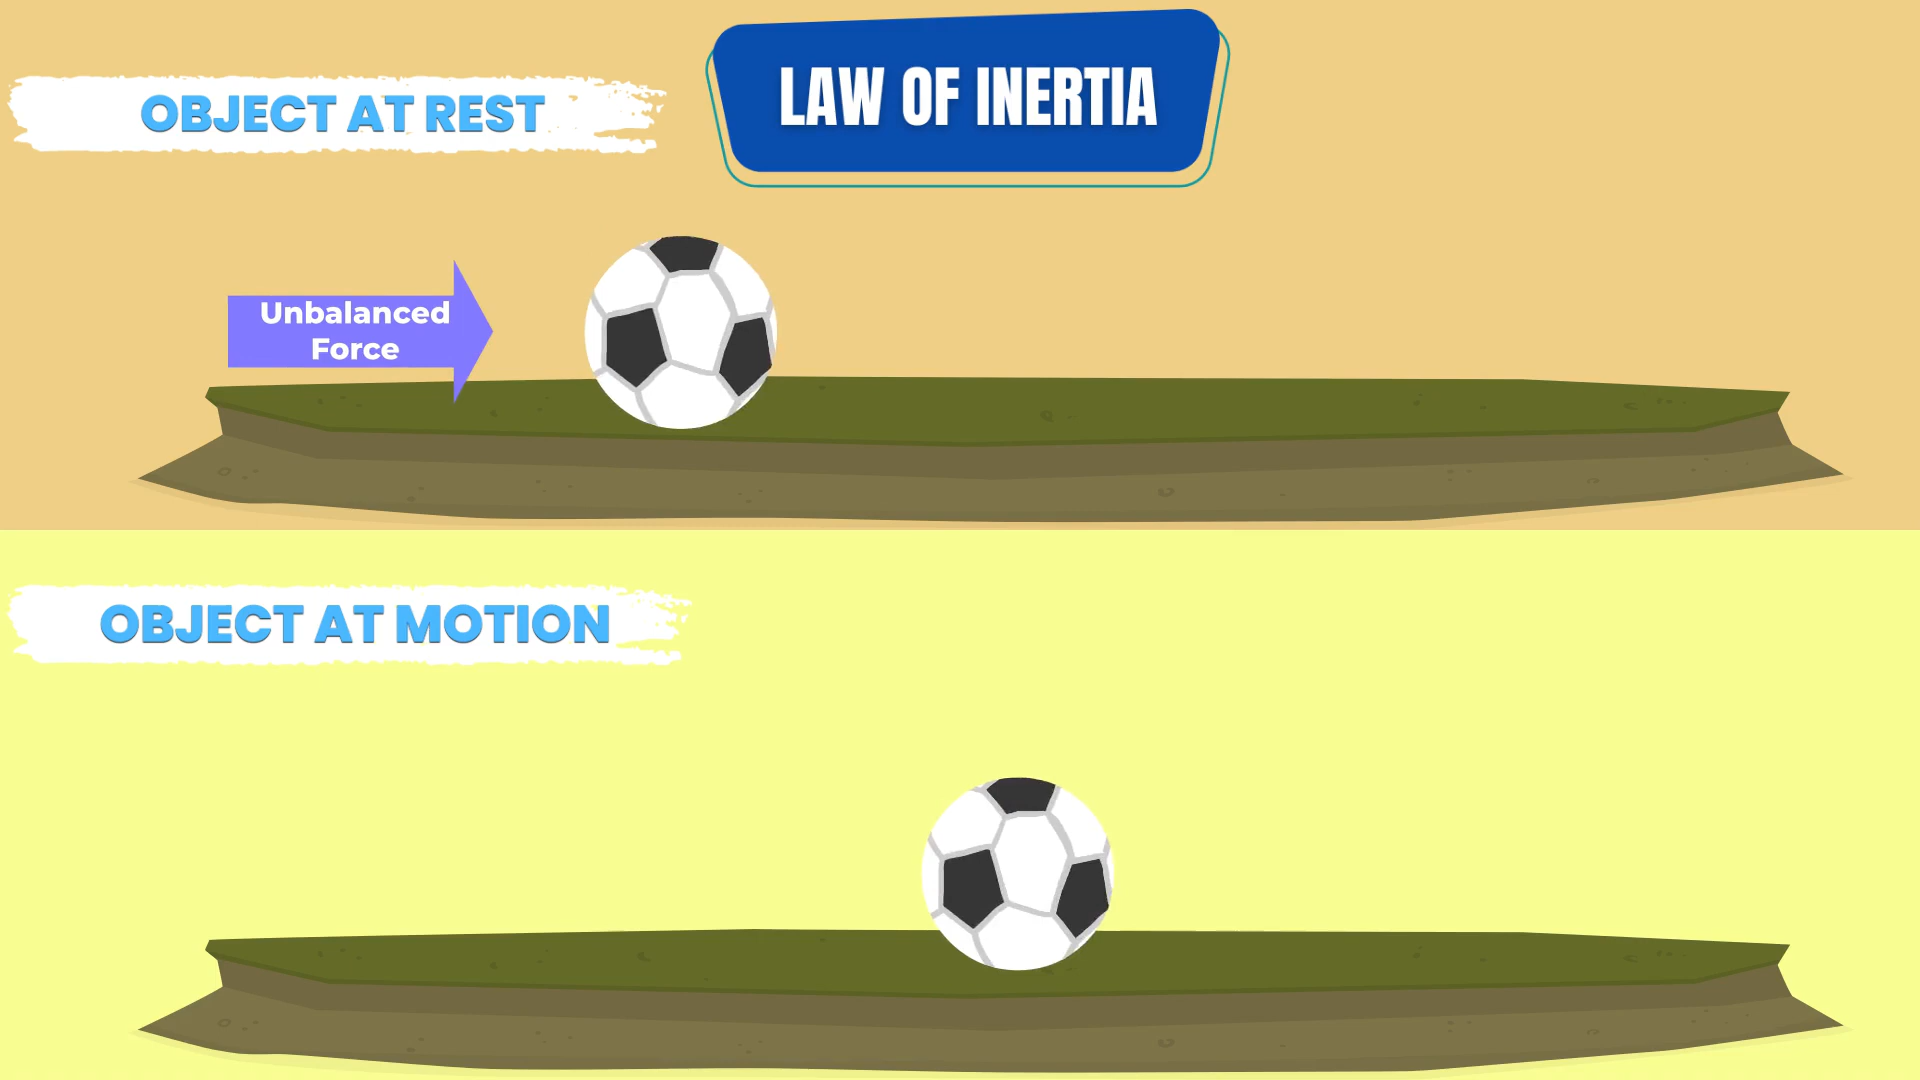 LAW OF INERTIA
OBJECT AT REST
Unbalanced
Force
OBJECT AT MOTION